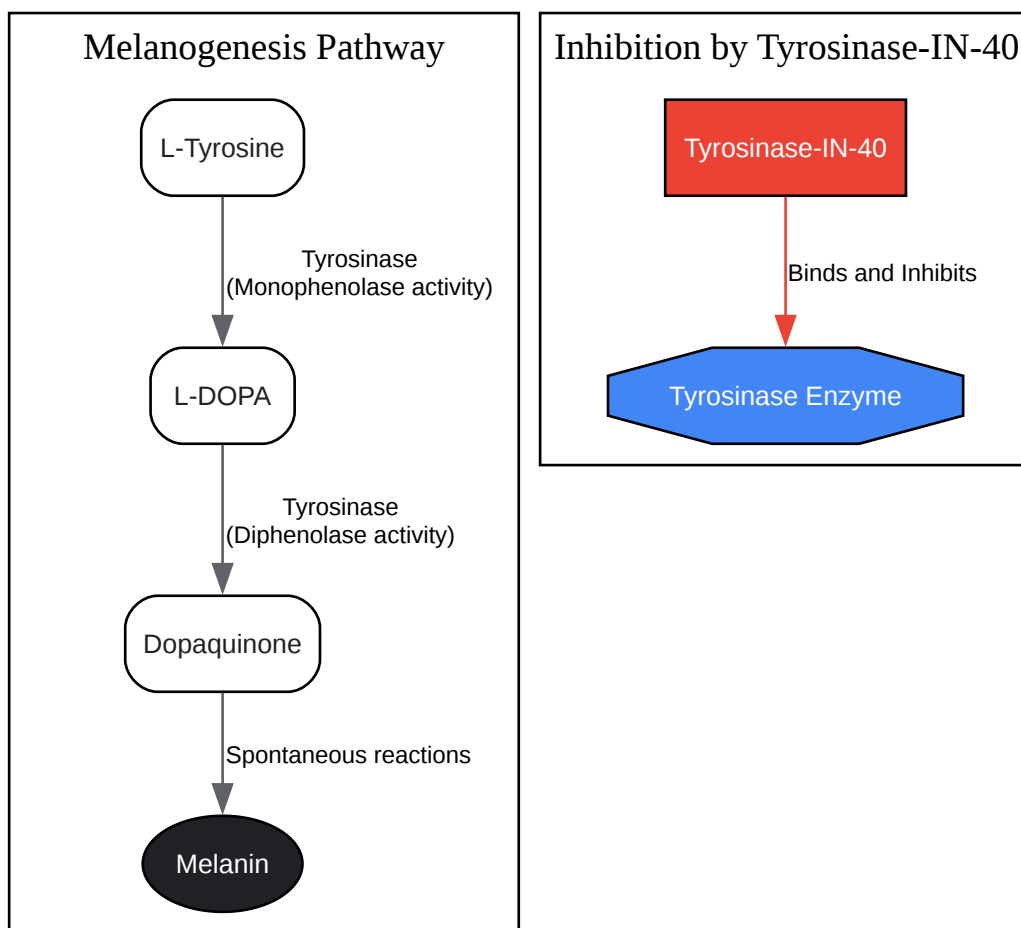 Melanogenesis Pathway
L-Tyrosine
Tyrosinase
(Monophenolase activity)
L-DOPA
Tyrosinase
(Diphenolase activity)
Dopaquinone
Spontaneous reactions
Melanin
Inhibition by Tyrosinase-IN-40
Tyrosinase-IN-40
Binds and Inhibits
Tyrosinase Enzyme